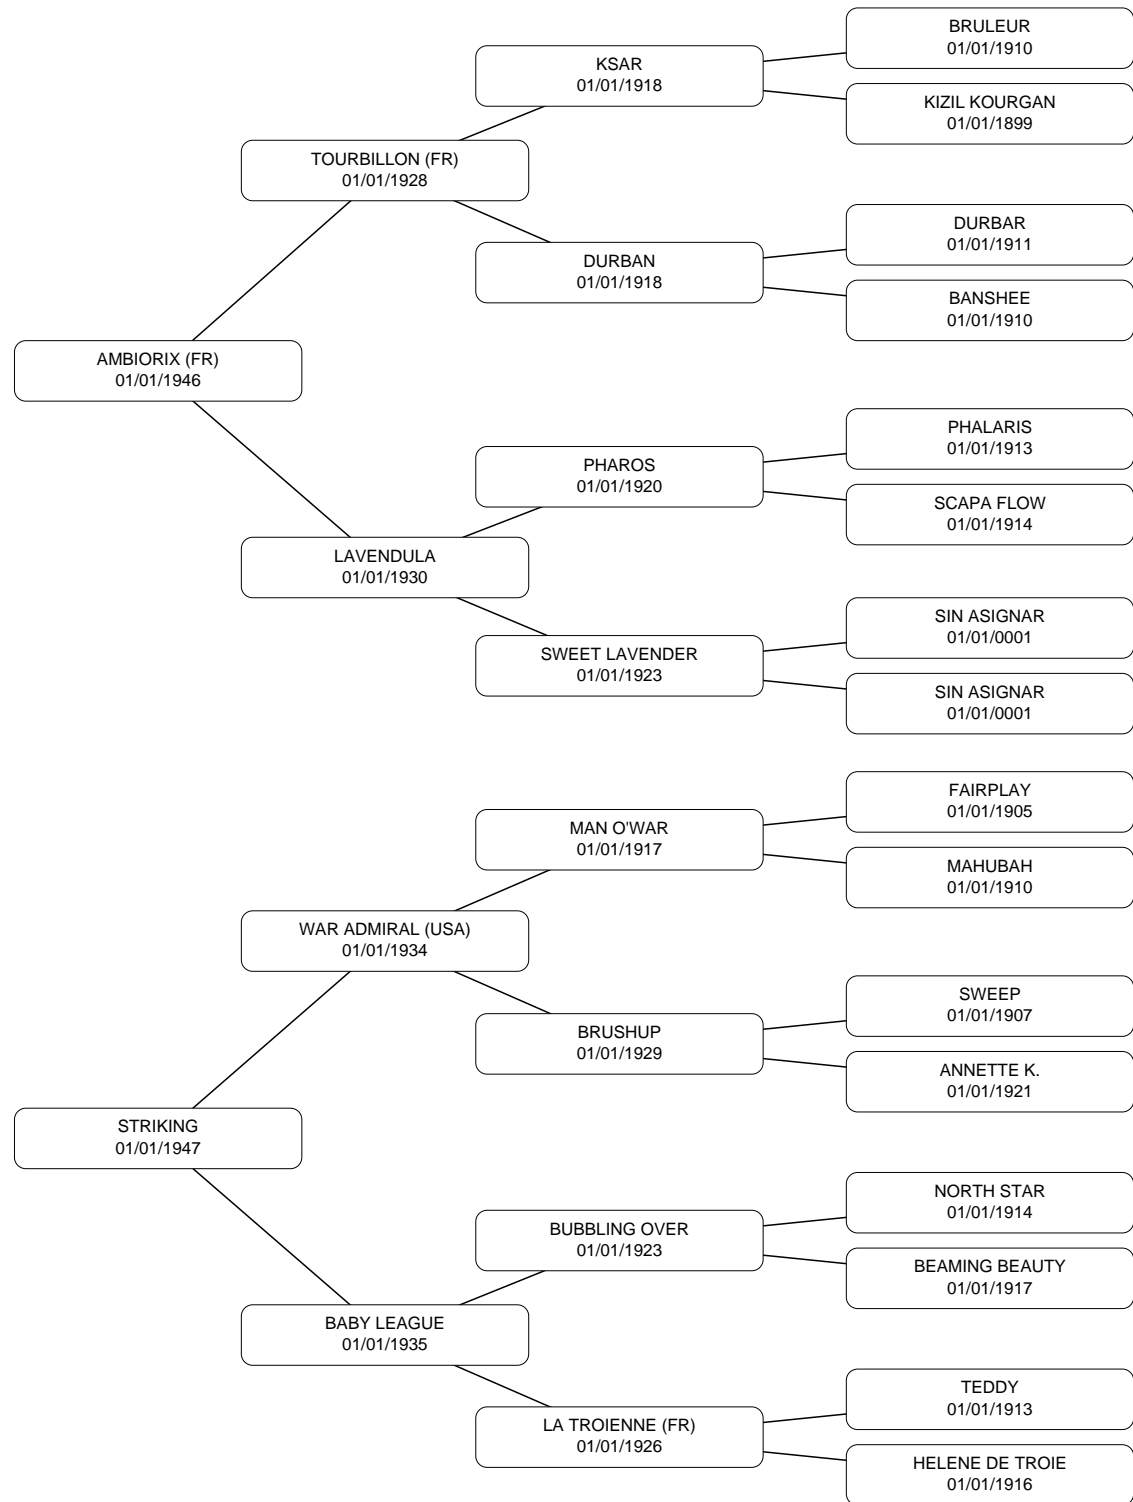 BRULEUR
01/01/1910
KSAR
01/01/1918
KIZIL KOURGAN
01/01/1899
TOURBILLON (FR)
01/01/1928
DURBAR
01/01/1911
DURBAN
01/01/1918
BANSHEE
01/01/1910
AMBIORIX (FR)
01/01/1946
PHALARIS
01/01/1913
PHAROS
01/01/1920
SCAPA FLOW
01/01/1914
LAVENDULA
01/01/1930
SIN ASIGNAR
01/01/0001
SWEET LAVENDER
01/01/1923
SIN ASIGNAR
01/01/0001
FAIRPLAY
01/01/1905
MAN O'WAR
01/01/1917
MAHUBAH
01/01/1910
WAR ADMIRAL (USA)
01/01/1934
SWEEP
01/01/1907
BRUSHUP
01/01/1929
ANNETTE K.
01/01/1921
STRIKING
01/01/1947
NORTH STAR
01/01/1914
BUBBLING OVER
01/01/1923
BEAMING BEAUTY
01/01/1917
BABY LEAGUE
01/01/1935
TEDDY
01/01/1913
LA TROIENNE (FR)
01/01/1926
HELENE DE TROIE
01/01/1916